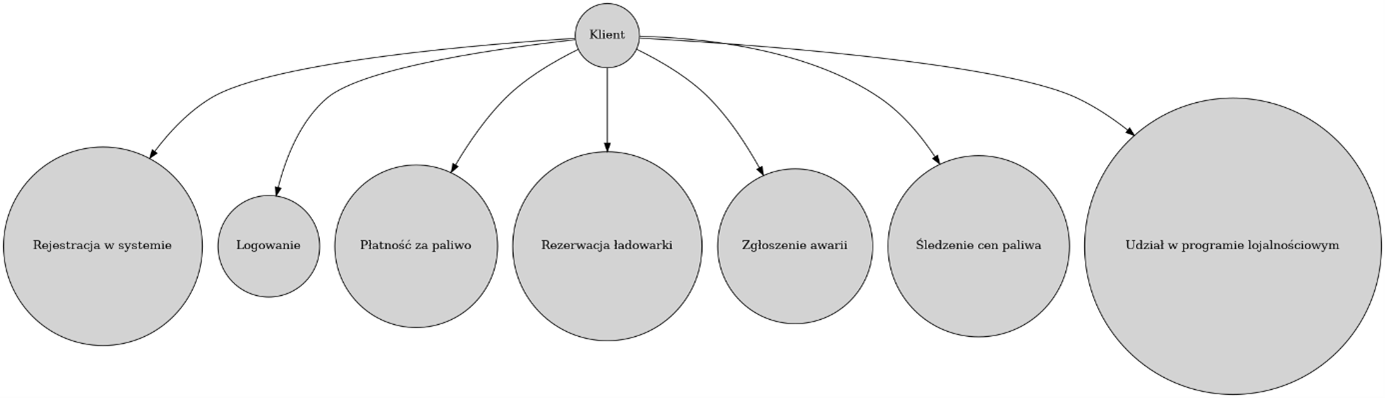 Klient
Rejestracja w systemie
Logowanie
Płatność za paliwo
Rezerwacja ładowarki
Zgłoszenie awarii
Śledzenie cen paliwa
Udział w programie lojalnościowym